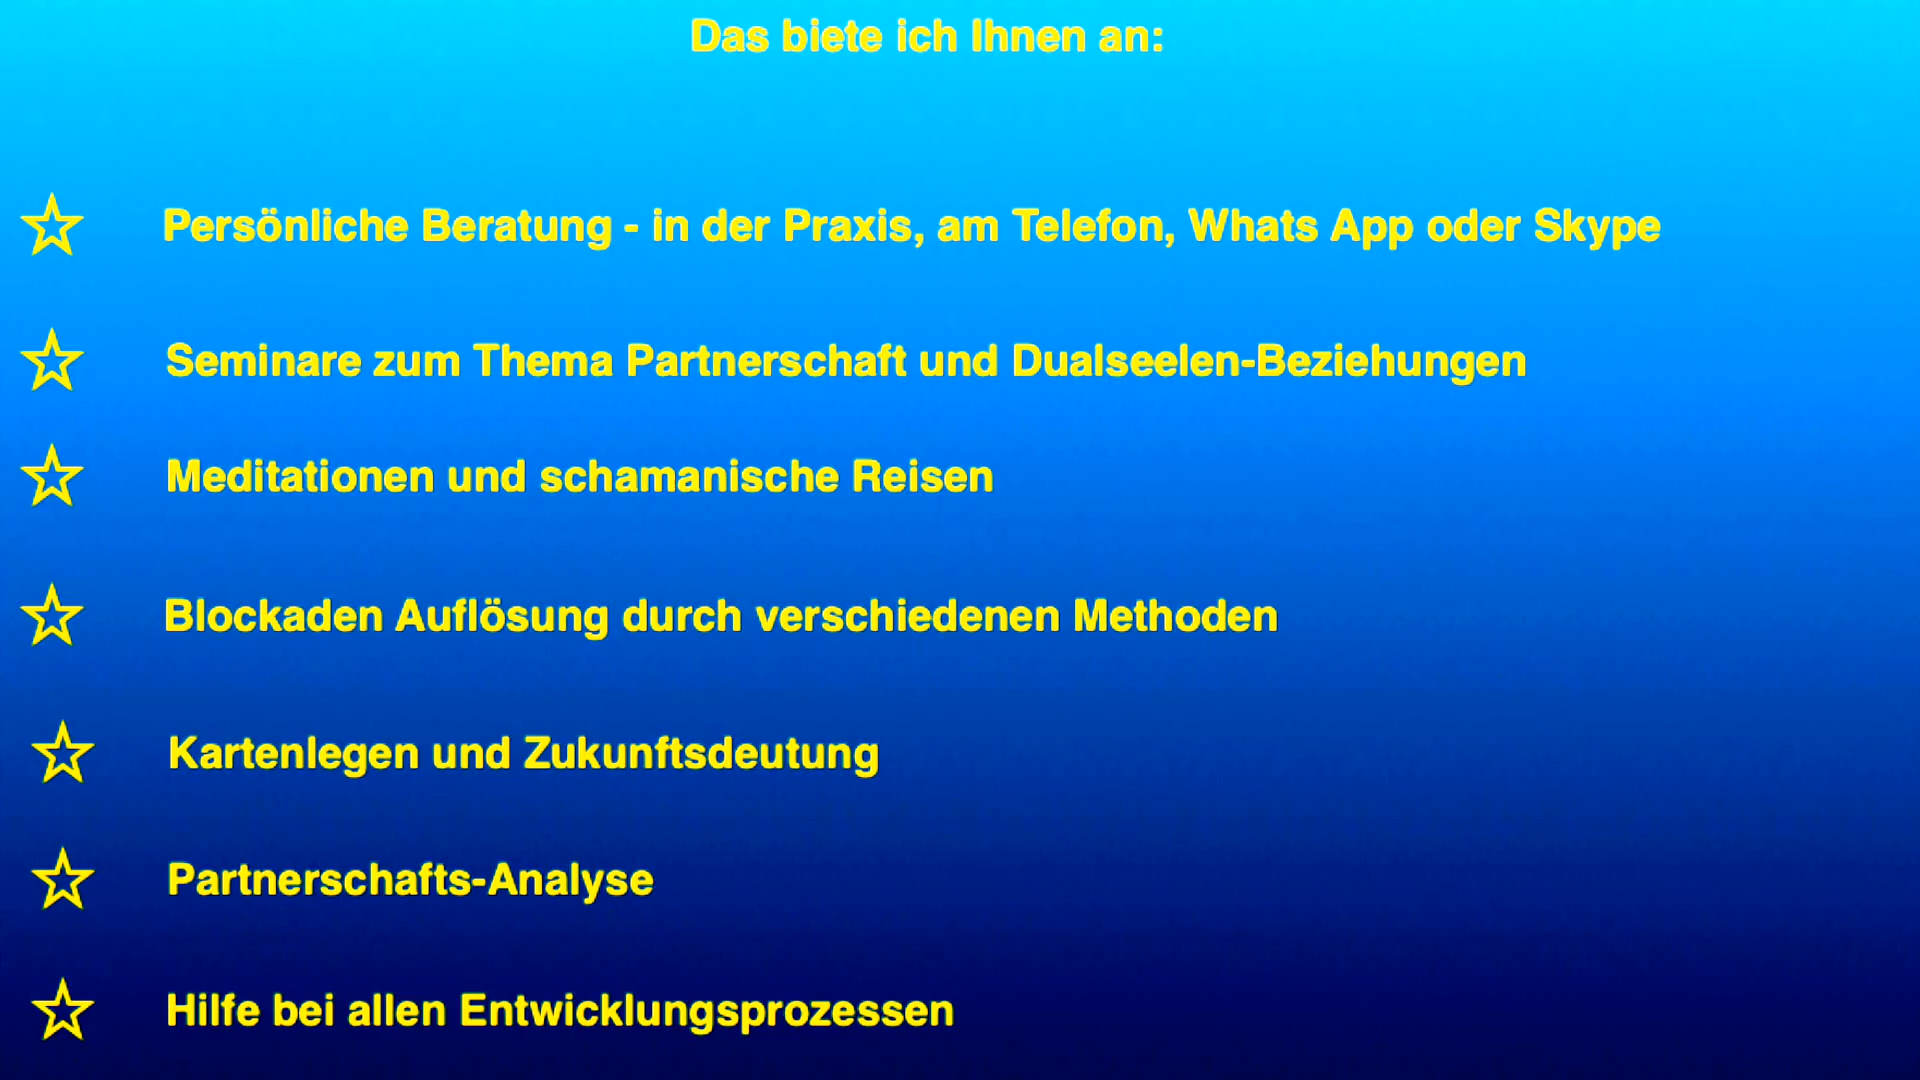 Das biete ich Ihnen an:
Persönliche Beratung - in der Praxis, am Telefon, Whats App oder Skype
Seminare zum Thema Partnerschaft und Dualseelen-Beziehungen
Meditationen und schamanische Reisen
Blockaden Auflösung durch verschiedenen Methoden
Kartenlegen und Zukunftsdeutung
Partnerschafts-Analyse
Hilfe bei allen Entwicklungsprozessen